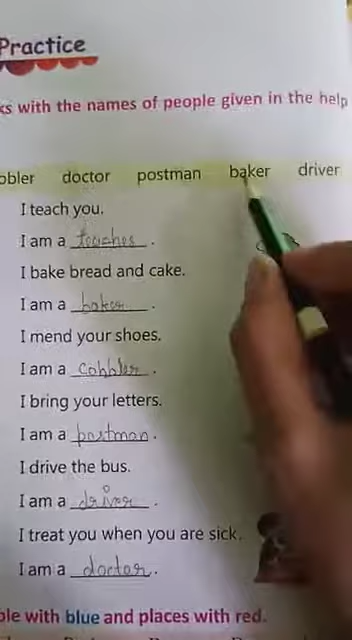 Practice
ks with the names of people given in the help
obler doctor postman baker driver
I teach you.
I am a teacher.
I bake bread and cake.
I am a baker.
I mend your shoes.
I am a cobbler.
I bring your letters.
I am a postman.
I drive the bus.
I am a driver.
I treat you when you are sick.
I am a doctor.
ple with blue and places with red.